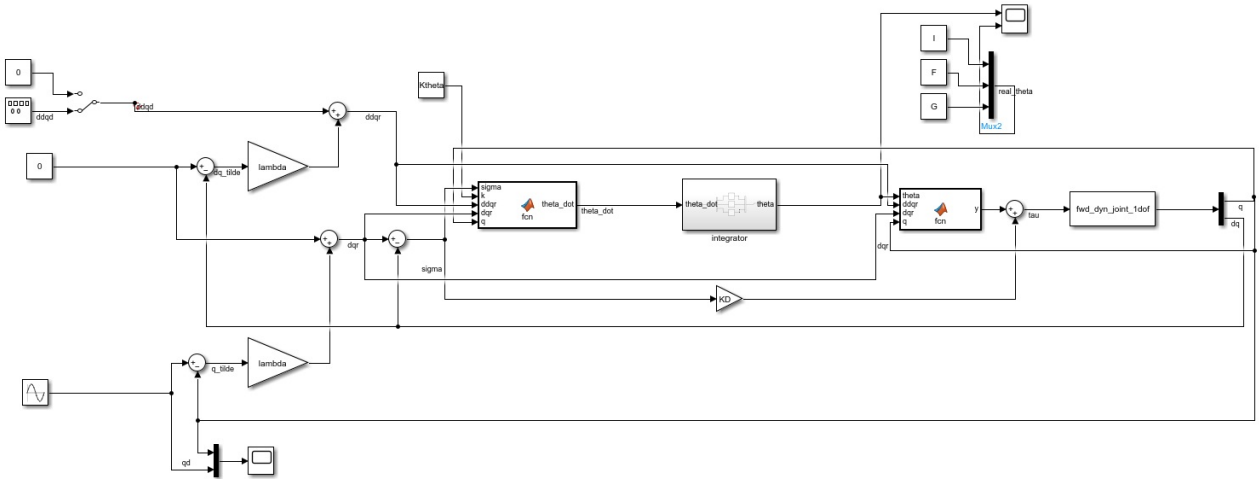 0
ddqd
ddqd
0
dq_tilde
lambda
ddqr
Ktheta
sigma
k
ddqr
dqr
q
fcn
theta_dot
theta_dot
theta_dot
theta
integrator
I
F
G
real_theta
Mux2
theta
ddqr
dqr
q
fcn
y
dqr
tau
fwd_dyn_joint_1dof
q
dq
dqr
sigma
KD
q_tilde
lambda
qd